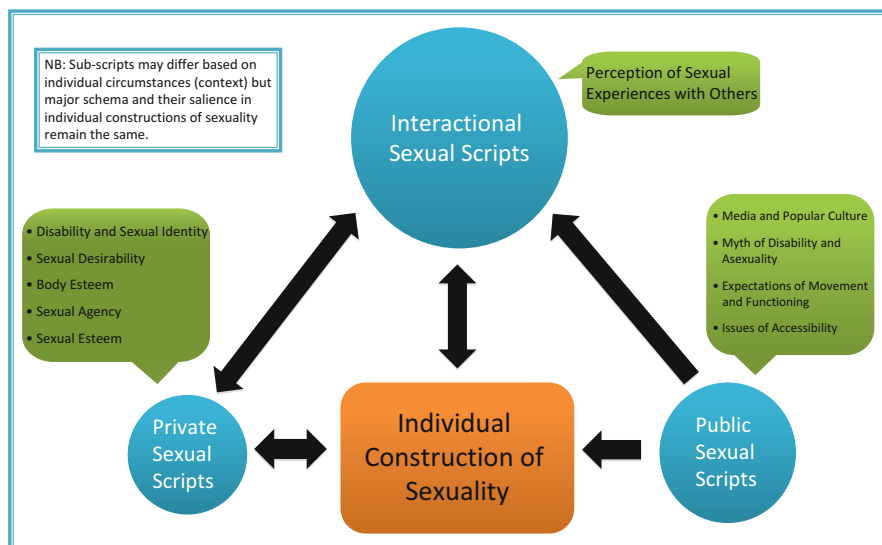 NB: Sub-scripts may differ based on
individual circumstances (context) but
major schema and their salience in
individual constructions of sexuality
remain the same.
Interactional
Sexual Scripts
Perception of Sexual
Experiences with Others
• Disability and Sexual Identity
• Sexual Desirability
• Body Esteem
• Sexual Agency
• Sexual Esteem
• Media and Popular Culture
• Myth of Disability and
Asexuality
• Expectations of Movement
and Functioning
• Issues of Accessibility
Private
Sexual
Scripts
Individual
Construction of
Sexuality
Public
Sexual
Scripts